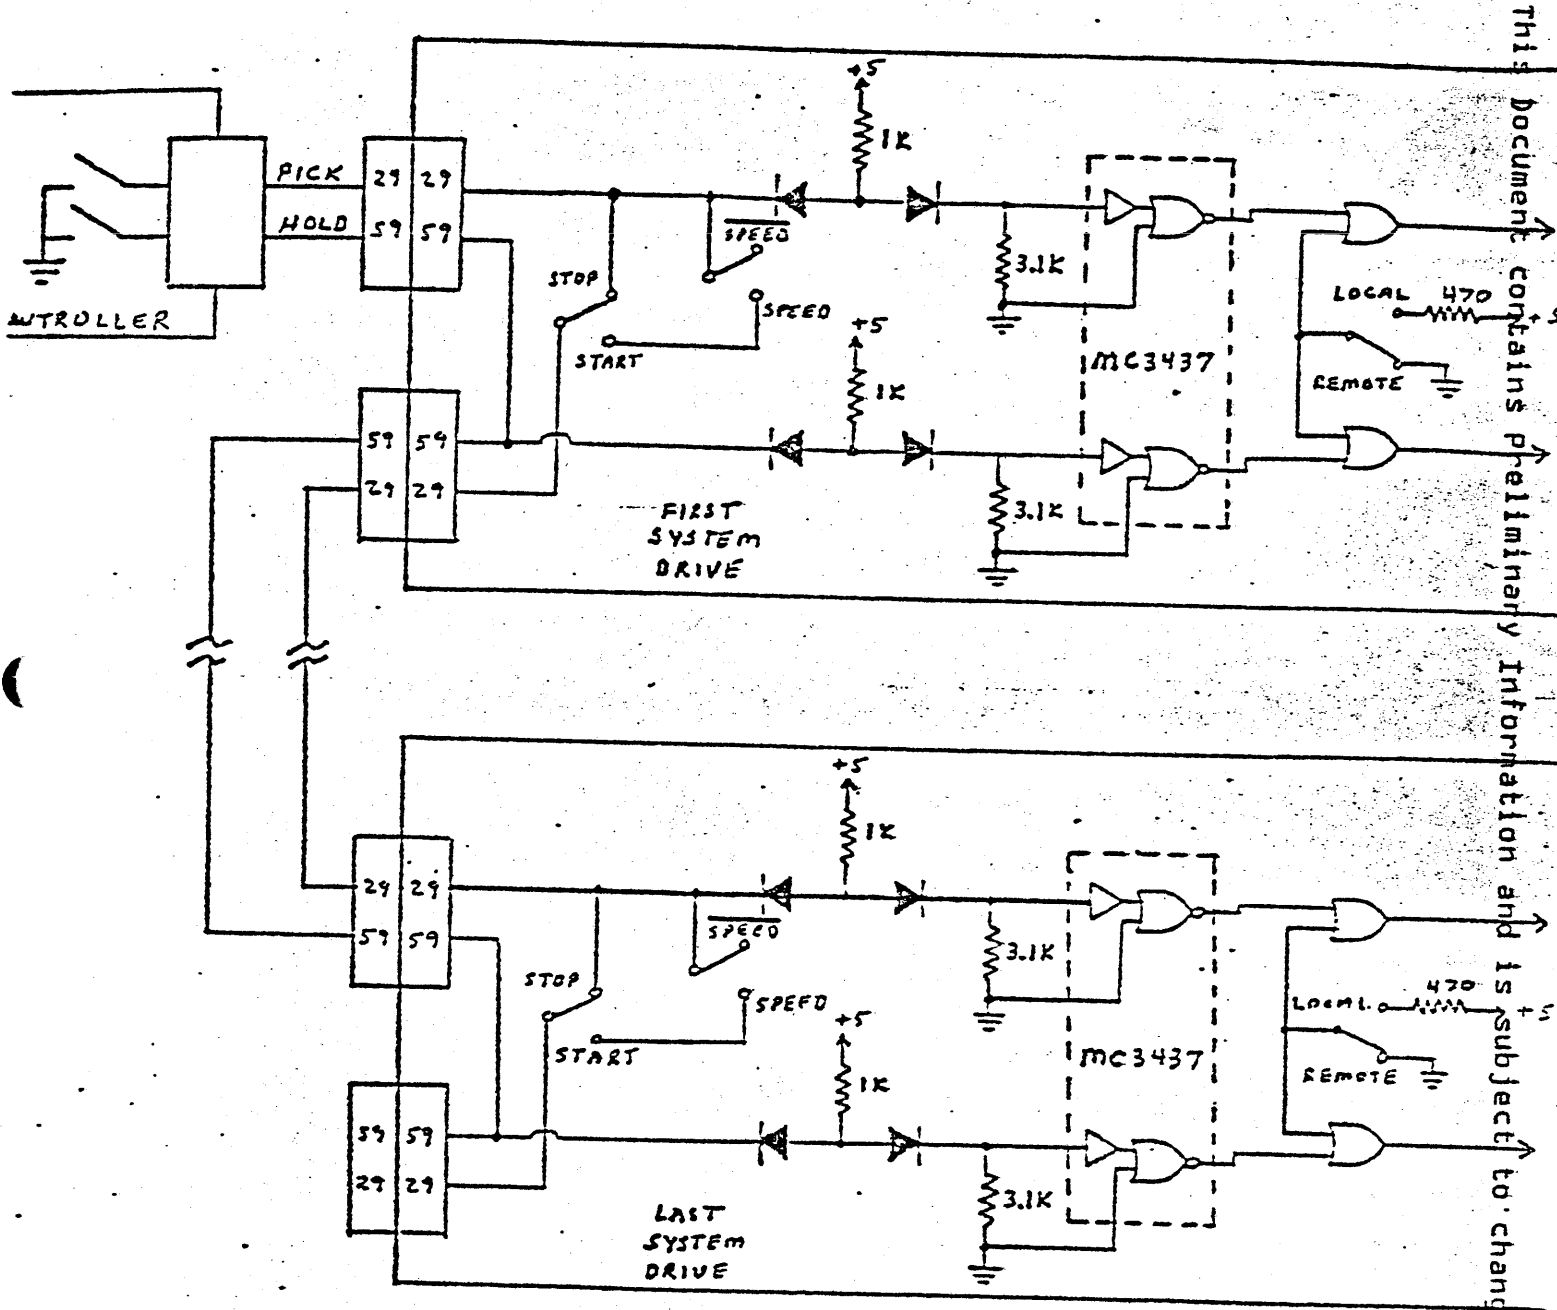 This Document contains Preliminary Information and is subject to chang
+5
1K
PICK
29 29
HOLD
59 59
SPEED
STOP
SPEED
START
3.1K
MC3437
LOCAL 470
+5
REMOTE
NTROLLER
+5
1K
59 59
29 29
3.1K
FIRST
SYSTEM
DRIVE
+5
1K
29 29
59 59
SPEED
STOP
SPEED
START
3.1K
MC3437
LOCAL 470
+5
REMOTE
+5
1K
59 59
29 29
3.1K
LAST
SYSTEM
DRIVE